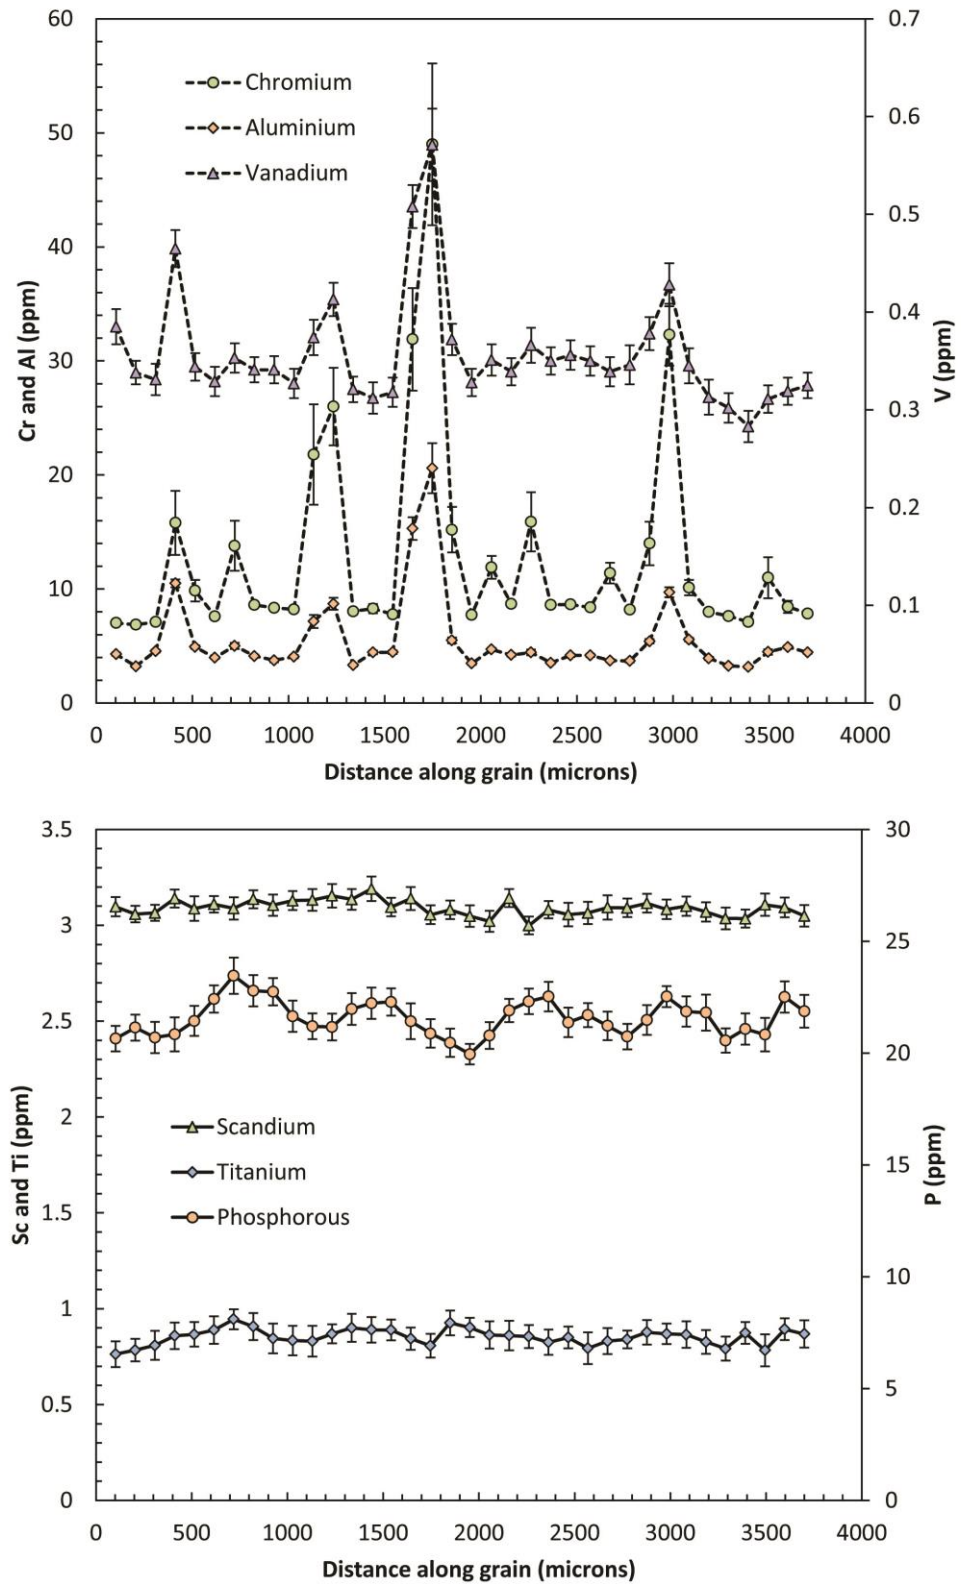 60
50
40
30
20
10
0
Cr and Al (ppm)
Chromium
Aluminium
Vanadium
0.7
0.6
0.5
0.4
0.3
0.2
0.1
0
V (ppm)
0 500 1000 1500 2000 2500 3000 3500 4000
Distance along grain (microns)
3.5
3
2.5
2
1.5
1
0.5
0
Sc and Ti (ppm)
Scandium
Titanium
Phosphorous
30
25
20
15
10
5
0
P (ppm)
0 500 1000 1500 2000 2500 3000 3500 4000
Distance along grain (microns)